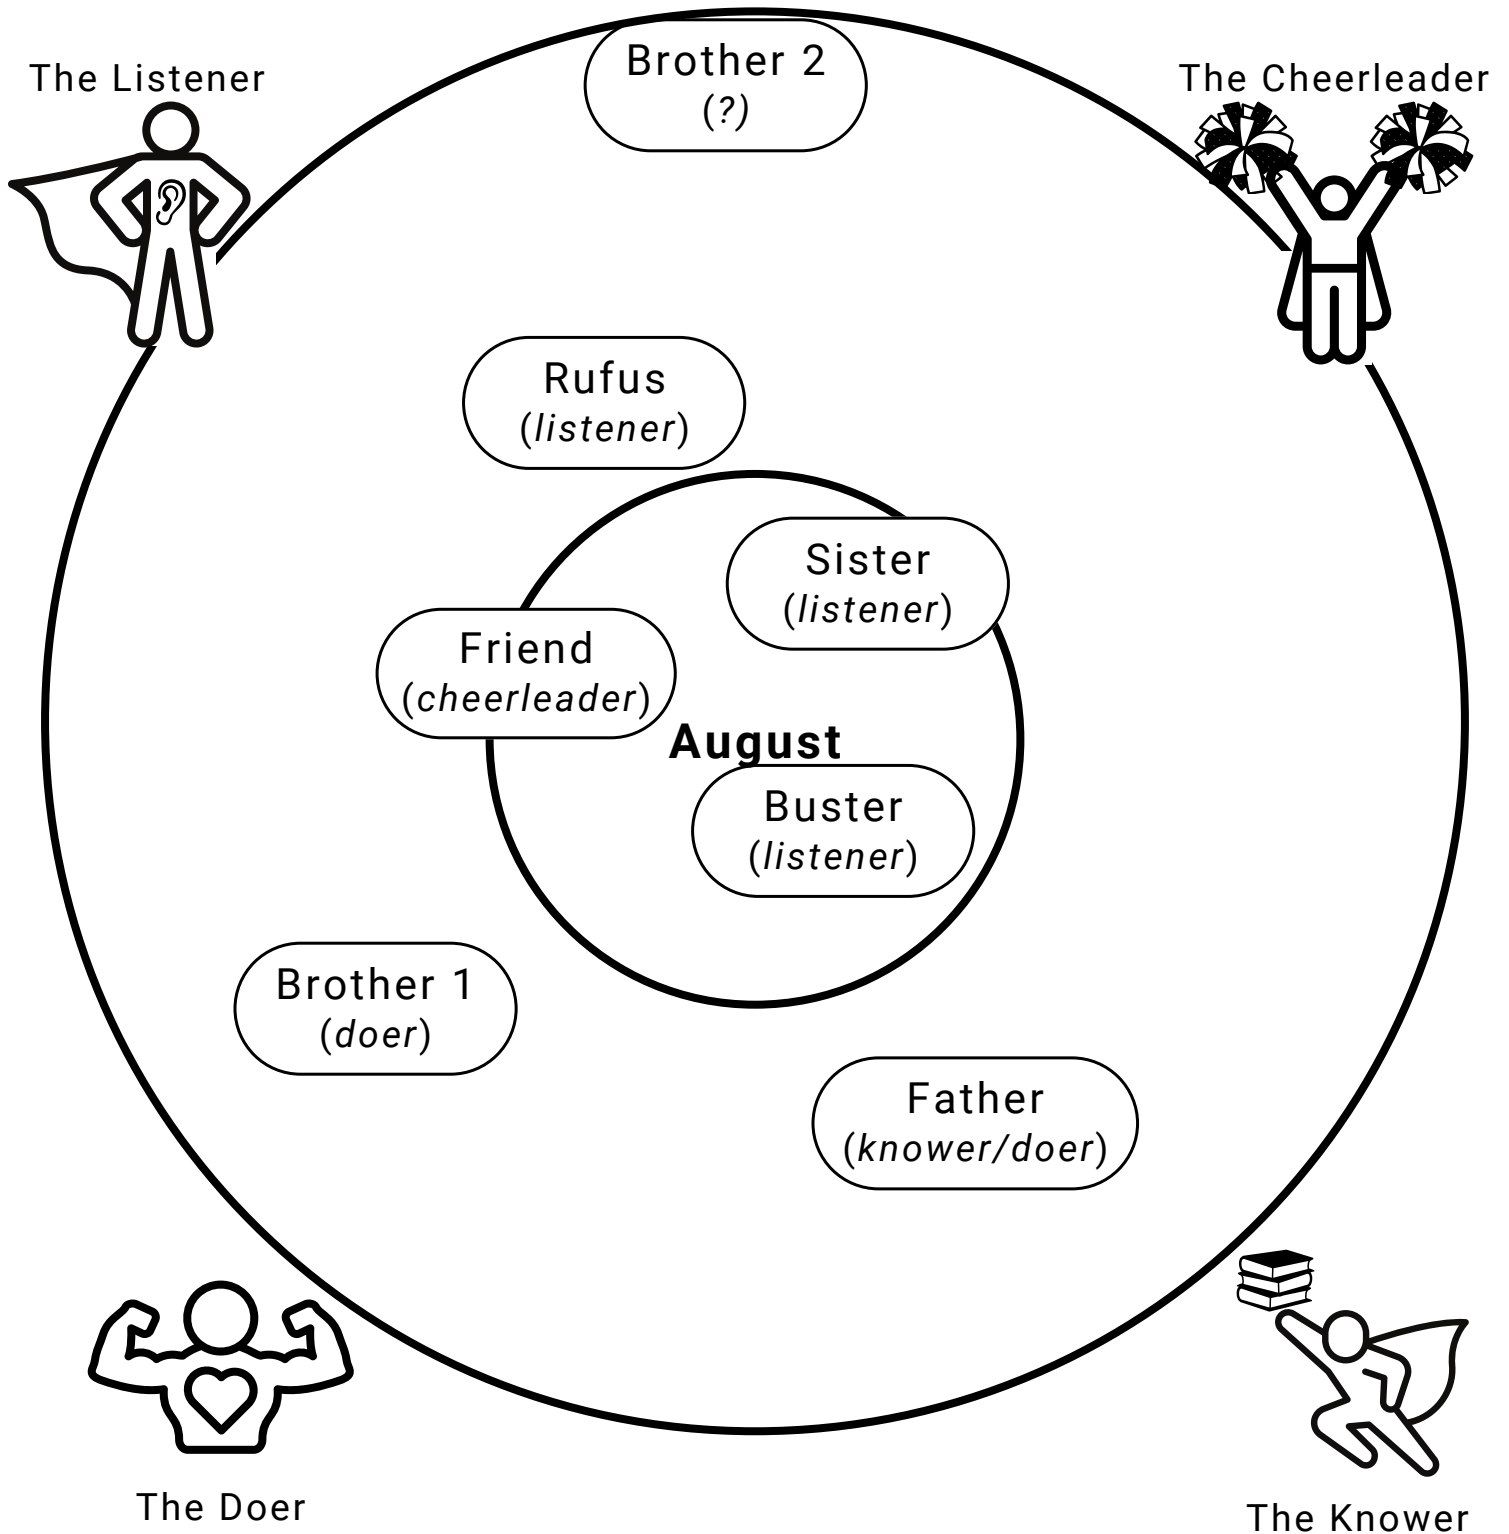 Brother 2
(?)
The Listener
The Cheerleader
Rufus
(listener)
Sister
(listener)
Friend
(cheerleader)
August
Buster
(listener)
Brother 1
(doer)
Father
(knower/doer)
The Doer
The Knower